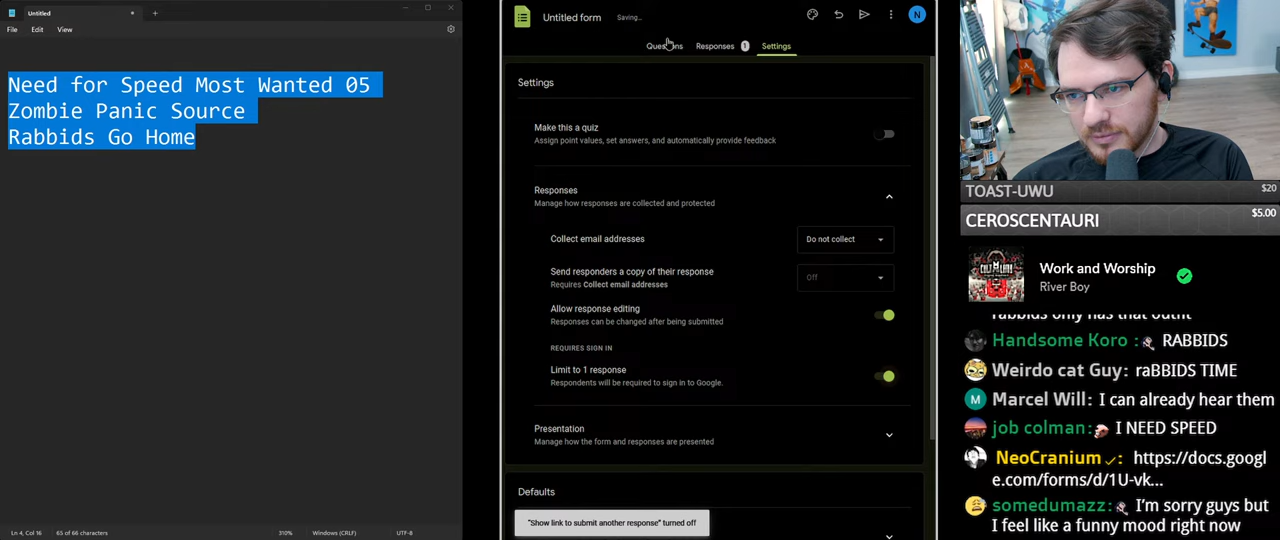 Untitled
File Edit View
Need for Speed Most Wanted 05
Zombie Panic Source
Rabbids Go Home
Ln 4, Col 16 65 of 66 characters 310% Windows (CRLF) UTF-8
Untitled form Saving...
N
Questions Responses 1 Settings
Settings
Make this a quiz
Assign point values, set answers, and automatically provide feedback
Responses
Manage how responses are collected and protected
Collect email addresses Do not collect
Send responders a copy of their response Off
Requires Collect email addresses
Allow response editing
Responses can be changed after being submitted
REQUIRES SIGN IN
Limit to 1 response
Respondents will be required to sign in to Google.
Presentation
Manage how the form and responses are presented
Defaults
"Show link to submit another response" turned off
TOAST-UWU $20
CEROSCENTAURI $5.00
Work and Worship
River Boy
rabbids only has that outfit
Handsome Koro : RABBIDS
Weirdo cat Guy: raBBIDS TIME
Marcel Will: I can already hear them
job colman: I NEED SPEED
NeoCranium : https://docs.googl
e.com/forms/d/1U-vk...
somedumazz: I'm sorry guys but
I feel like a funny mood right now